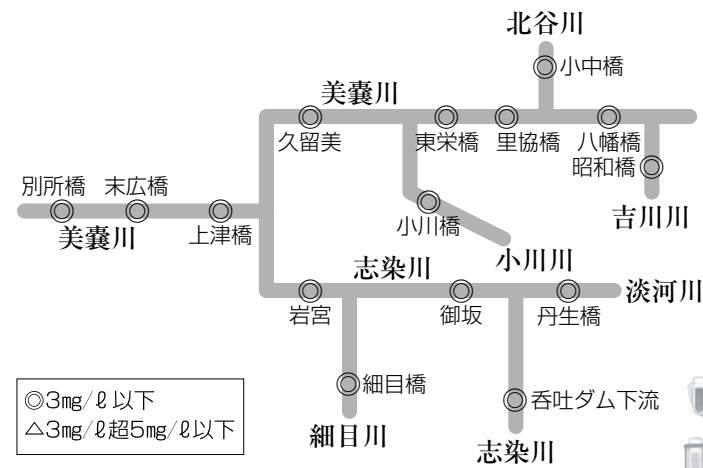 北谷川
小中橋
美嚢川
久留美
東栄橋
里協橋
八幡橋
昭和橋
別所橋
末広橋
上津橋
美嚢川
小川橋
吉川川
小川川
志染川
淡河川
岩宮
御坂
丹生橋
細目橋
呑吐ダム下流
細目川
志染川
◎3㎎/ℓ以下
△3㎎/ℓ超5㎎/ℓ以下